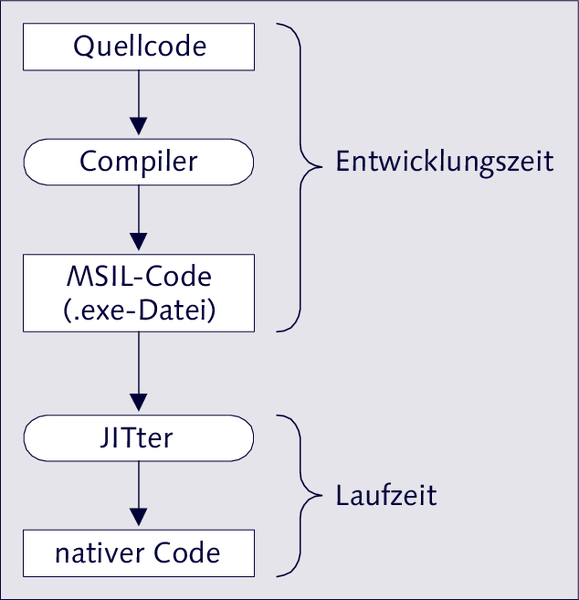 Quellcode
Compiler
Entwicklungszeit
MSIL-Code
(.exe-Datei)
JITter
Laufzeit
nativer Code